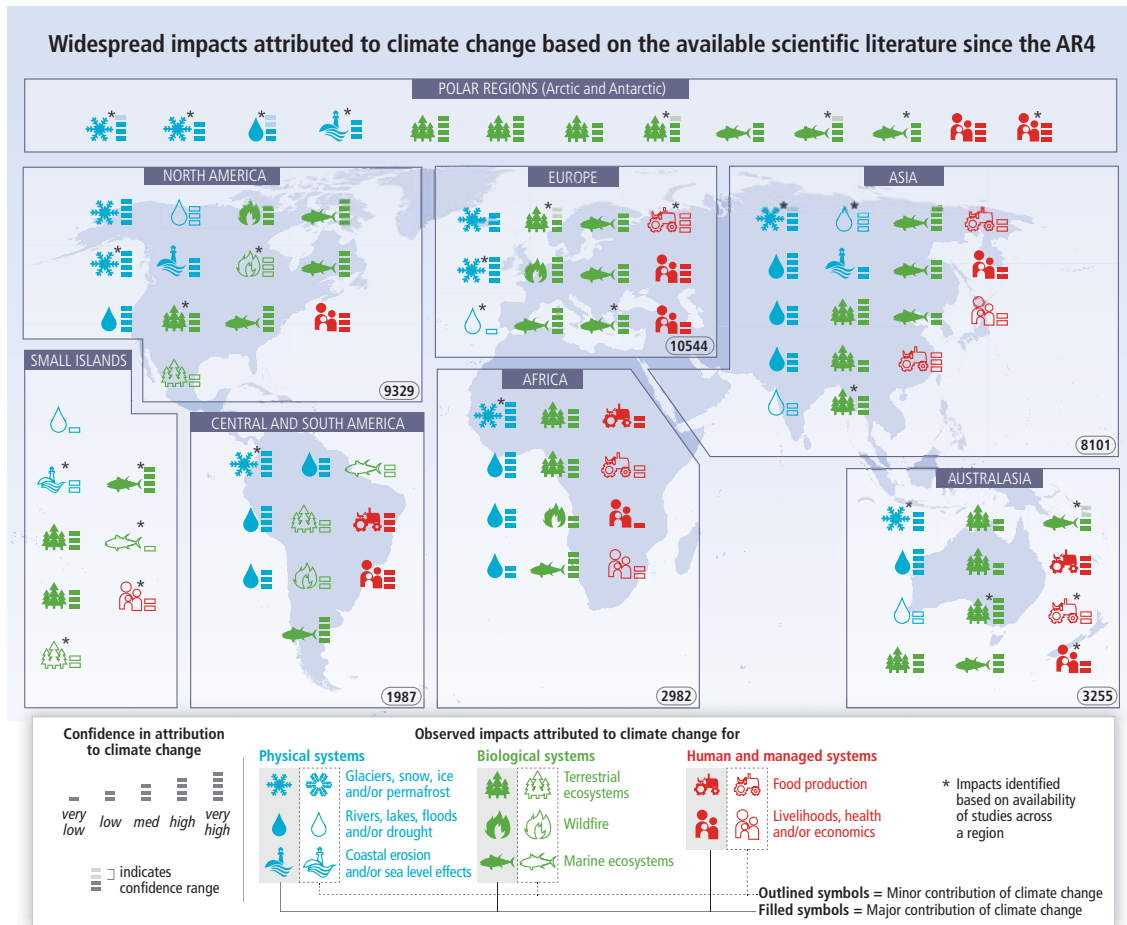 Widespread impacts attributed to climate change based on the available scientific literature since the AR4
POLAR REGIONS (Arctic and Antarctic)
* * * * * * * *
NORTH AMERICA
* * *
9329
EUROPE
* * * * *
10544
ASIA
* * *
8101
SMALL ISLANDS
* * * * *
CENTRAL AND SOUTH AMERICA
*
1987
AFRICA
*
2982
AUSTRALASIA
* * * * *
3255
Confidence in attribution
to climate change
very
low
low
med
high
very
high
indicates
confidence range
Observed impacts attributed to climate change for
Physical systems
Glaciers, snow, ice
and/or permafrost
Rivers, lakes, floods
and/or drought
Coastal erosion
and/or sea level effects
Biological systems
Terrestrial
ecosystems
Wildfire
Marine ecosystems
Human and managed systems
Food production
Livelihoods, health
and/or economics
* Impacts identified
based on availability
of studies across
a region
Outlined symbols = Minor contribution of climate change
Filled symbols = Major contribution of climate change